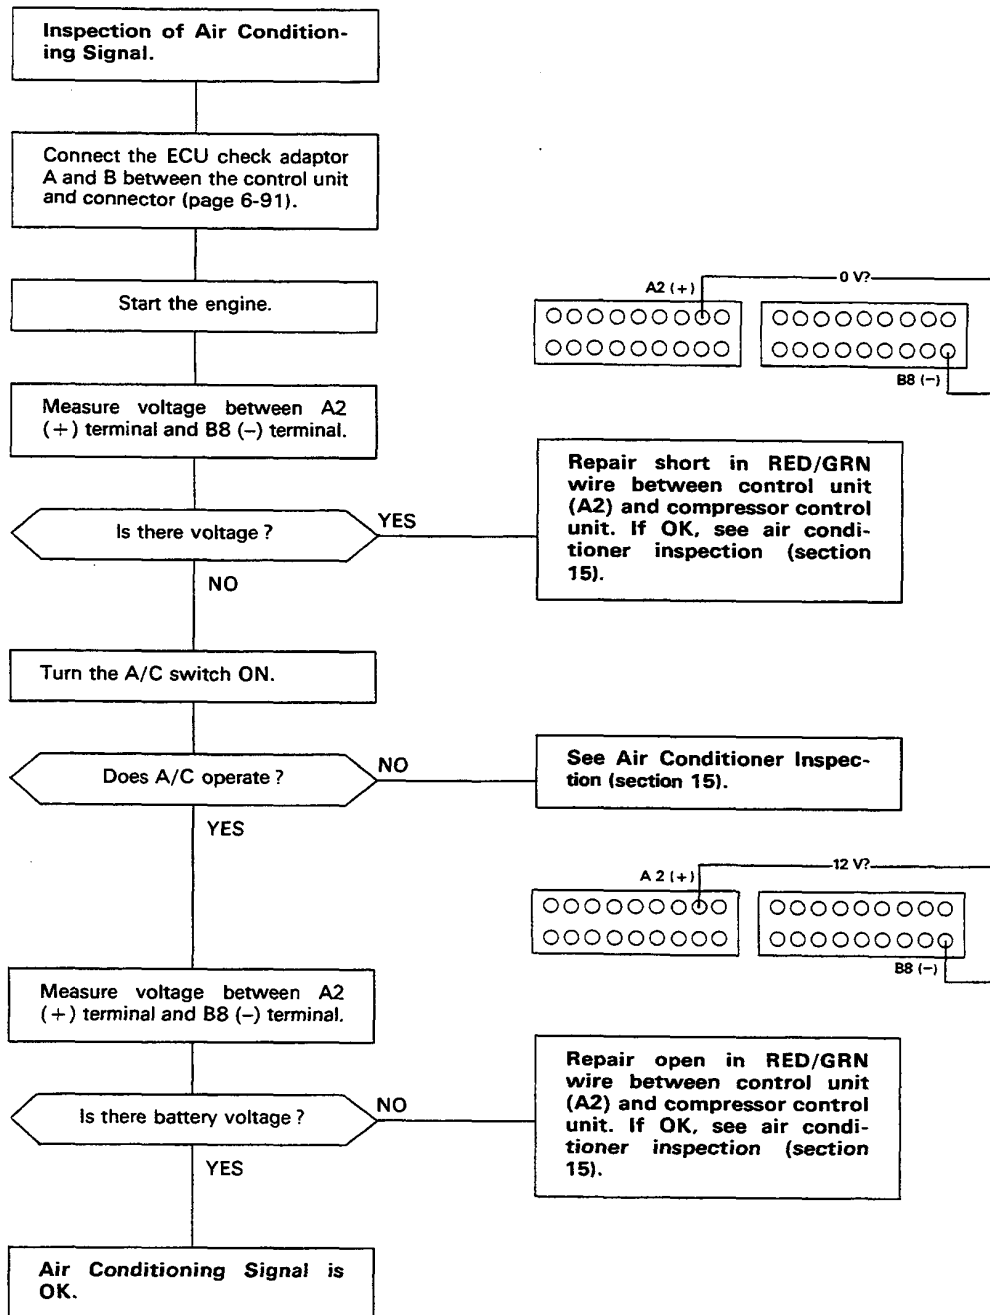 Inspection of Air Condition-
ing Signal.
Connect the ECU check adaptor
A and B between the control unit
and connector (page 6-91).
Start the engine.
A2 (+)
0 V?
B8 (–)
Measure voltage between A2
(+) terminal and B8 (–) terminal.
Is there voltage ?
YES
Repair short in RED/GRN
wire between control unit
(A2) and compressor control
unit. If OK, see air condi-
tioner inspection (section
15).
NO
Turn the A/C switch ON.
Does A/C operate ?
NO
See Air Conditioner Inspec-
tion (section 15).
YES
A 2 (+)
12 V?
B8 (–)
Measure voltage between A2
(+) terminal and B8 (–) terminal.
Is there battery voltage ?
NO
Repair open in RED/GRN
wire between control unit
(A2) and compressor control
unit. If OK, see air condi-
tioner inspection (section
15).
YES
Air Conditioning Signal is
OK.